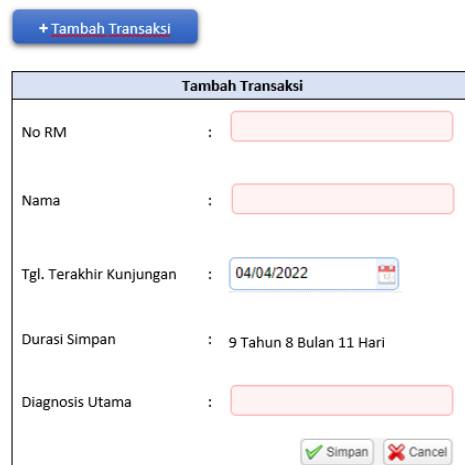 + Tambah Transaksi
Tambah Transaksi
No RM :
Nama :
Tgl. Terakhir Kunjungan : 04/04/2022
Durasi Simpan : 9 Tahun 8 Bulan 11 Hari
Diagnosis Utama :
Simpan Cancel